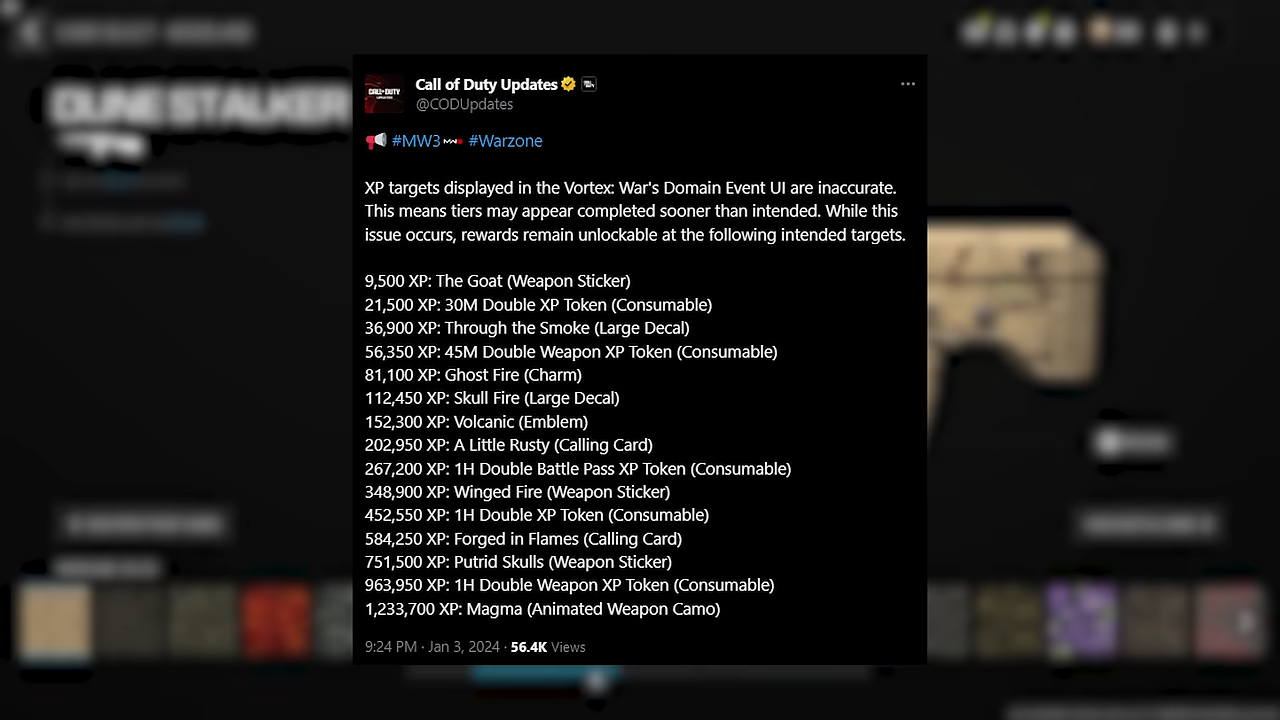 DUNE STALKER
Call of Duty Updates
@CODUpdates
#MW3 #Warzone
XP targets displayed in the Vortex: War's Domain Event UI are inaccurate.
This means tiers may appear completed sooner than intended. While this
issue occurs, rewards remain unlockable at the following intended targets.
9,500 XP: The Goat (Weapon Sticker)
21,500 XP: 30M Double XP Token (Consumable)
36,900 XP: Through the Smoke (Large Decal)
56,350 XP: 45M Double Weapon XP Token (Consumable)
81,100 XP: Ghost Fire (Charm)
112,450 XP: Skull Fire (Large Decal)
152,300 XP: Volcanic (Emblem)
202,950 XP: A Little Rusty (Calling Card)
267,200 XP: 1H Double Battle Pass XP Token (Consumable)
348,900 XP: Winged Fire (Weapon Sticker)
452,550 XP: 1H Double XP Token (Consumable)
584,250 XP: Forged in Flames (Calling Card)
751,500 XP: Putrid Skulls (Weapon Sticker)
963,950 XP: 1H Double Weapon XP Token (Consumable)
1,233,700 XP: Magma (Animated Weapon Camo)
9:24 PM · Jan 3, 2024 · 56.4K Views